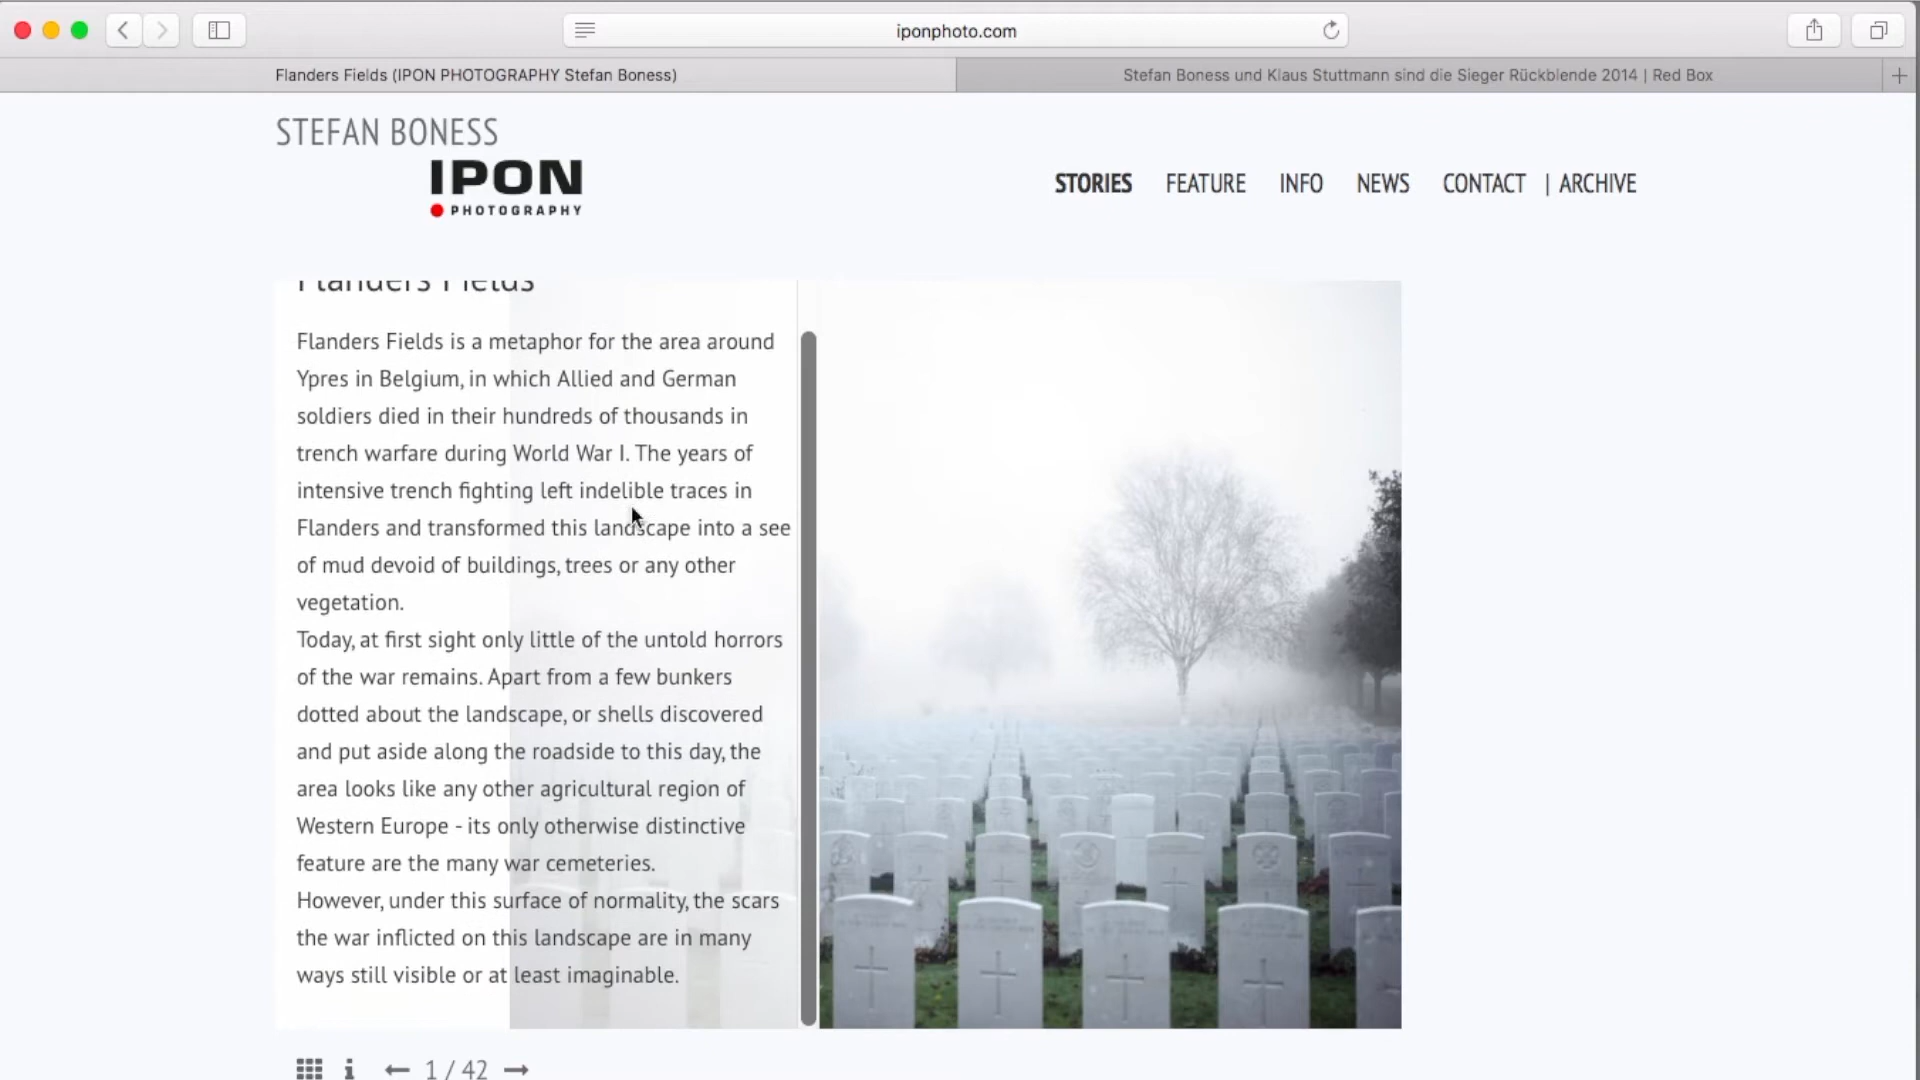 iponphoto.com
Flanders Fields (IPON PHOTOGRAPHY Stefan Boness)
Stefan Boness und Klaus Stuttmann sind die Sieger Rückblende 2014 | Red Box
STEFAN BONESS
IPON
PHOTOGRAPHY
STORIES FEATURE INFO NEWS CONTACT | ARCHIVE
Flanders Fields
Flanders Fields is a metaphor for the area around
Ypres in Belgium, in which Allied and German
soldiers died in their hundreds of thousands in
trench warfare during World War I. The years of
intensive trench fighting left indelible traces in
Flanders and transformed this landscape into a see
of mud devoid of buildings, trees or any other
vegetation.
Today, at first sight only little of the untold horrors
of the war remains. Apart from a few bunkers
dotted about the landscape, or shells discovered
and put aside along the roadside to this day, the
area looks like any other agricultural region of
Western Europe - its only otherwise distinctive
feature are the many war cemeteries.
However, under this surface of normality, the scars
the war inflicted on this landscape are in many
ways still visible or at least imaginable.
1 / 42